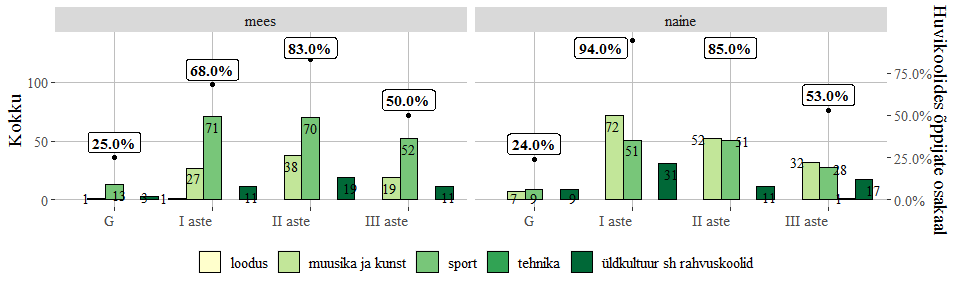 mees
naine
Kokku
100
50
0
25.0%
68.0%
83.0%
50.0%
1
13
3
1
27
71
11
38
70
19
19
52
11
24.0%
94.0%
85.0%
53.0%
7
9
9
72
51
31
52
51
11
32
28
1
17
75.0%
50.0%
25.0%
0.0%
Huvikoolides õppijate osakaal
G
I aste
II aste
III aste
G
I aste
II aste
III aste
loodus
muusika ja kunst
sport
tehnika
üldkultuur sh rahvuskoolid